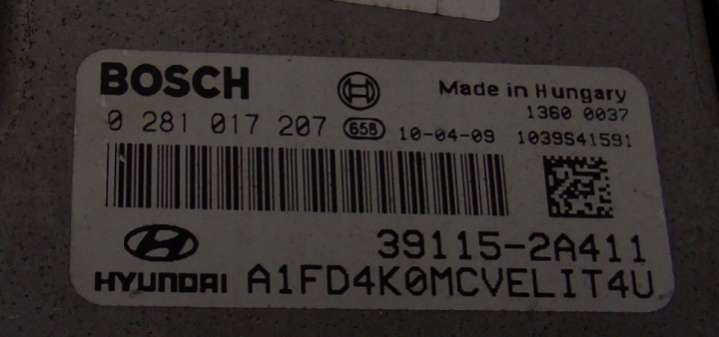 BOSCH
Made in Hungary
1360 0037
0 281 017 207 658 10-04-09 1039S41591
39115-2A411
HYUNDAI A1FD4K0MCVELIT4U